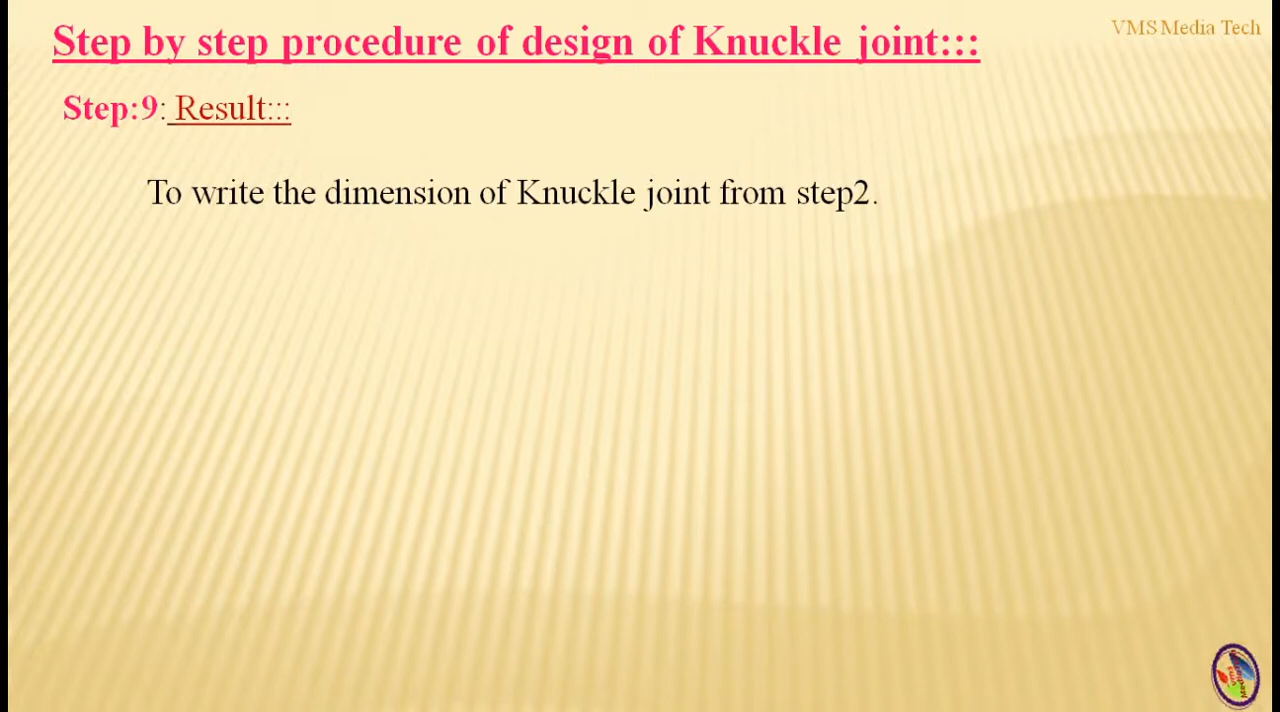 VMS Media Tech
Step by step procedure of design of Knuckle joint:::
Step:9: Result:::
To write the dimension of Knuckle joint from step2.